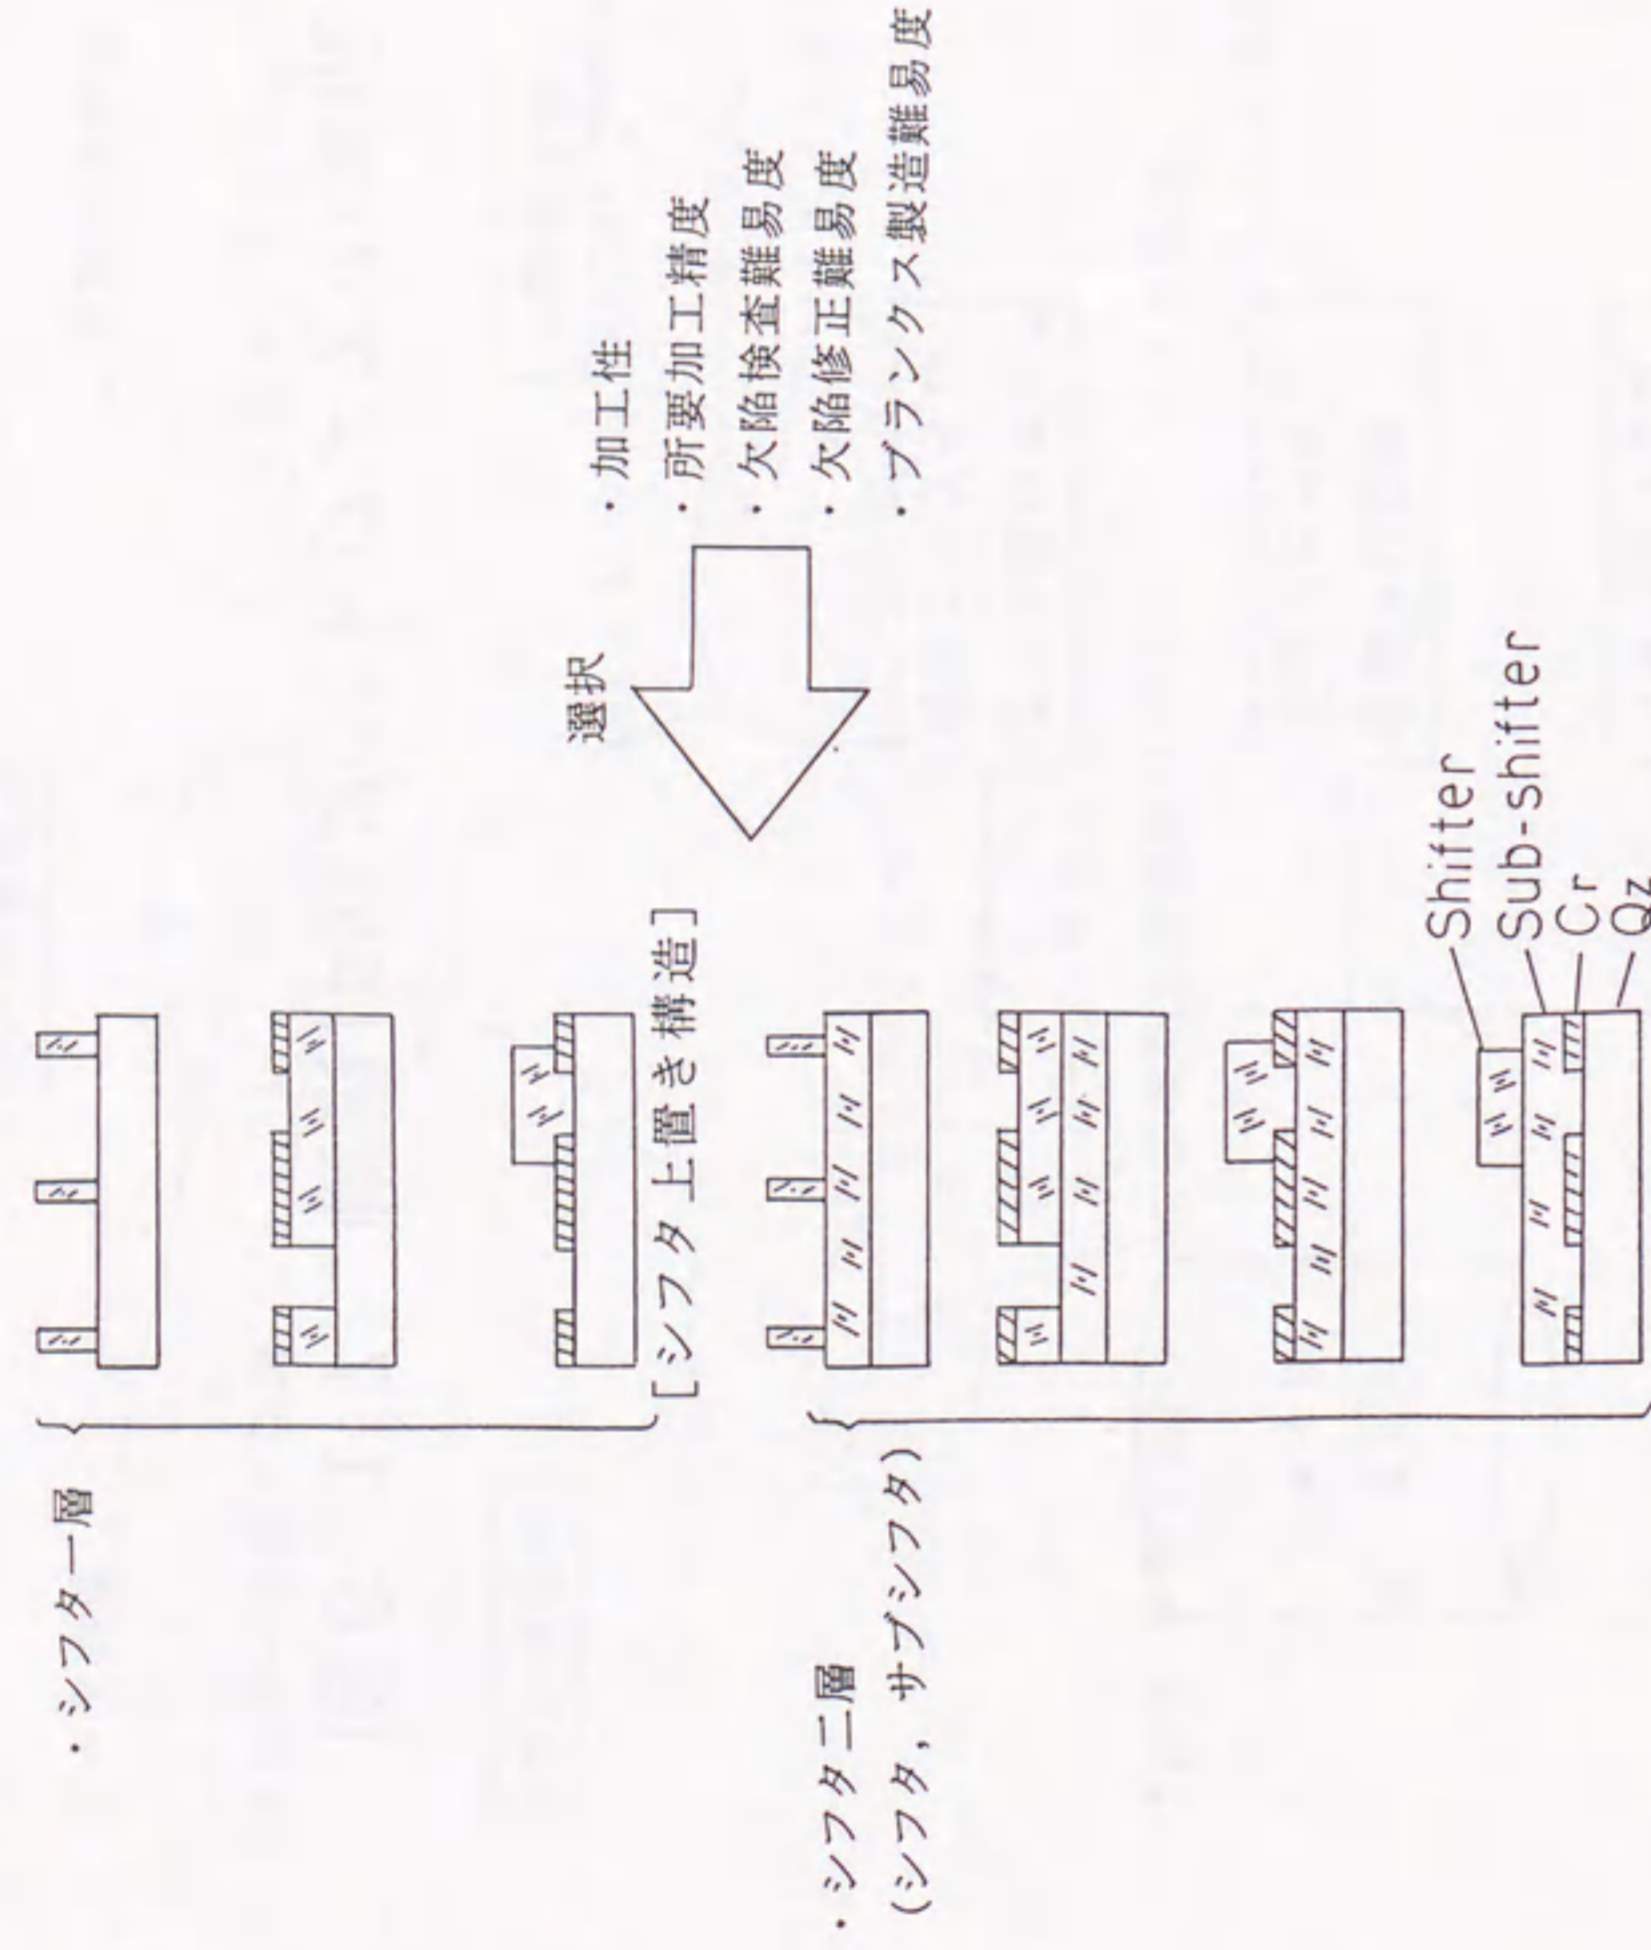 ・シフター層
[シフタ上置き構造]
・シフタ二層
(シフタ, サブシフタ)
Shifter
Sub-shifter
Cr
Qz
選択
・加工性
・所要加工精度
・欠陥検査難易度
・欠陥修正難易度
・ブランクス製造難易度